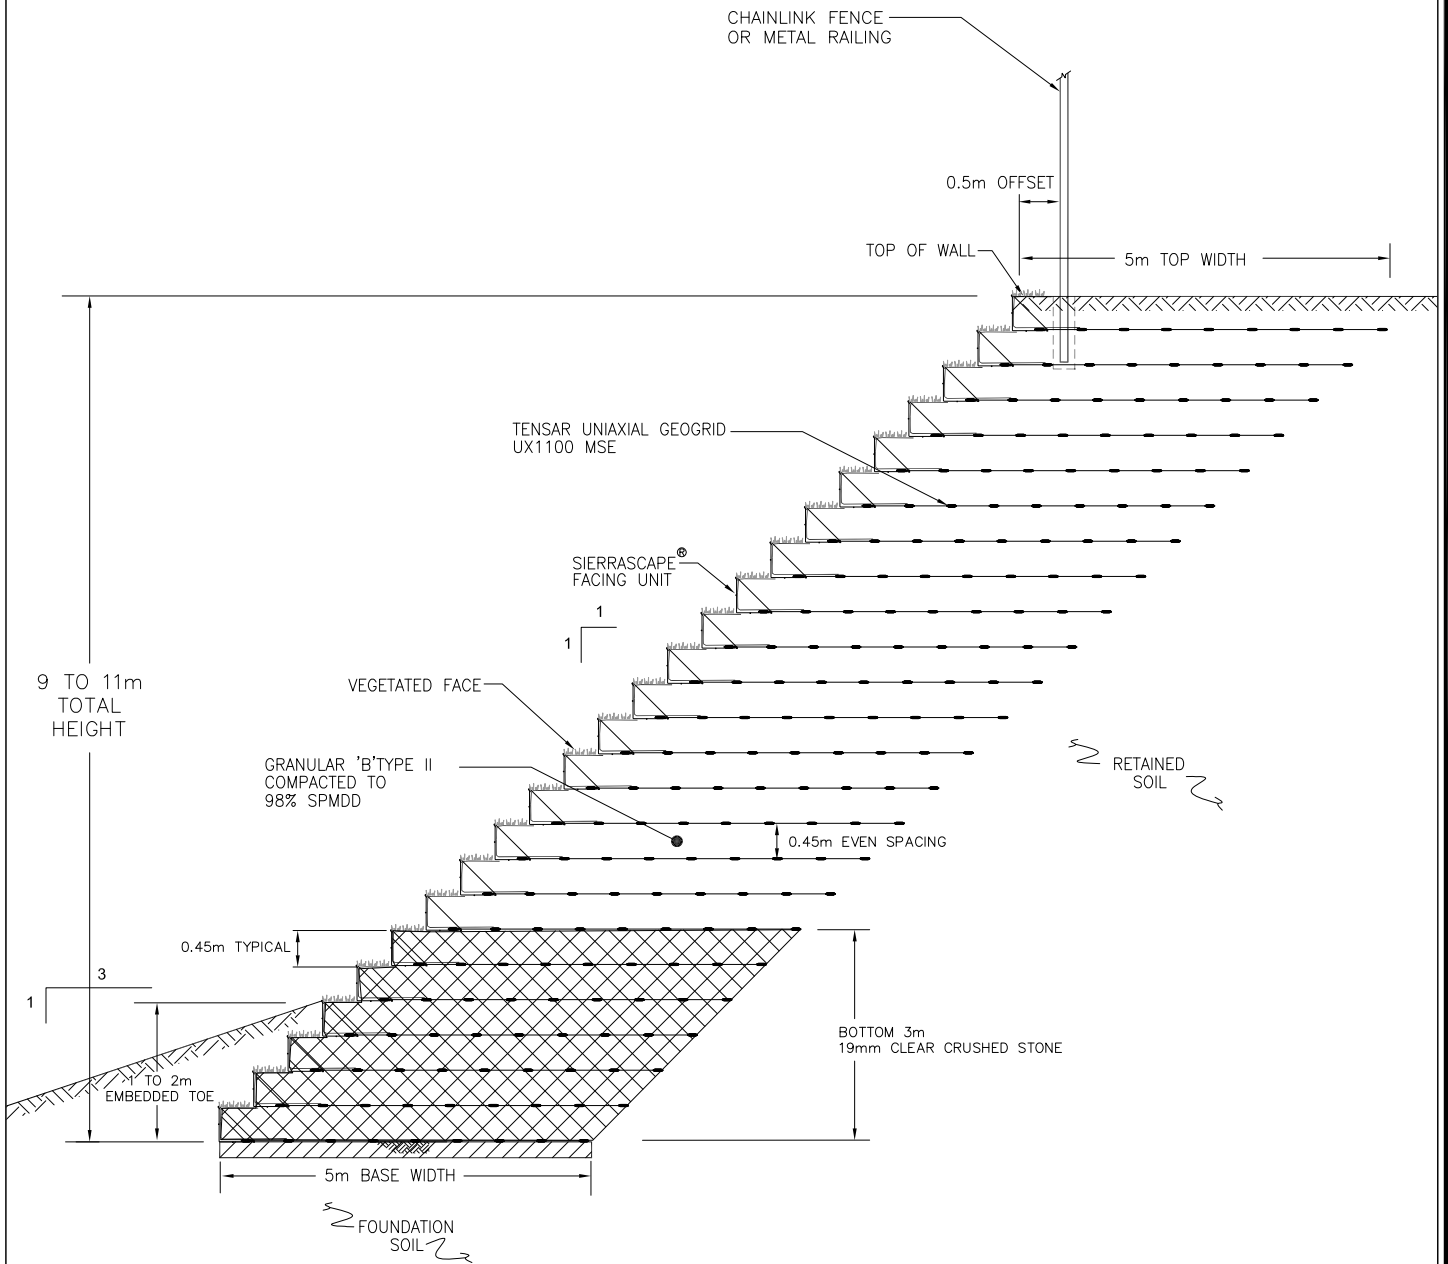 CHAINLINK FENCE
OR METAL RAILING
0.5m OFFSET
TOP OF WALL
5m TOP WIDTH
TENSAR UNIAXIAL GEOGRID
UX1100 MSE
SIERRASCAPE®
FACING UNIT
1
1
9 TO 11m
TOTAL
HEIGHT
VEGETATED FACE
GRANULAR 'B'TYPE II
COMPACTED TO
98% SPMDD
RETAINED
SOIL
0.45m EVEN SPACING
0.45m TYPICAL
3
1
BOTTOM 3m
19mm CLEAR CRUSHED STONE
1 TO 2m
EMBEDDED TOE
5m BASE WIDTH
FOUNDATION
SOIL